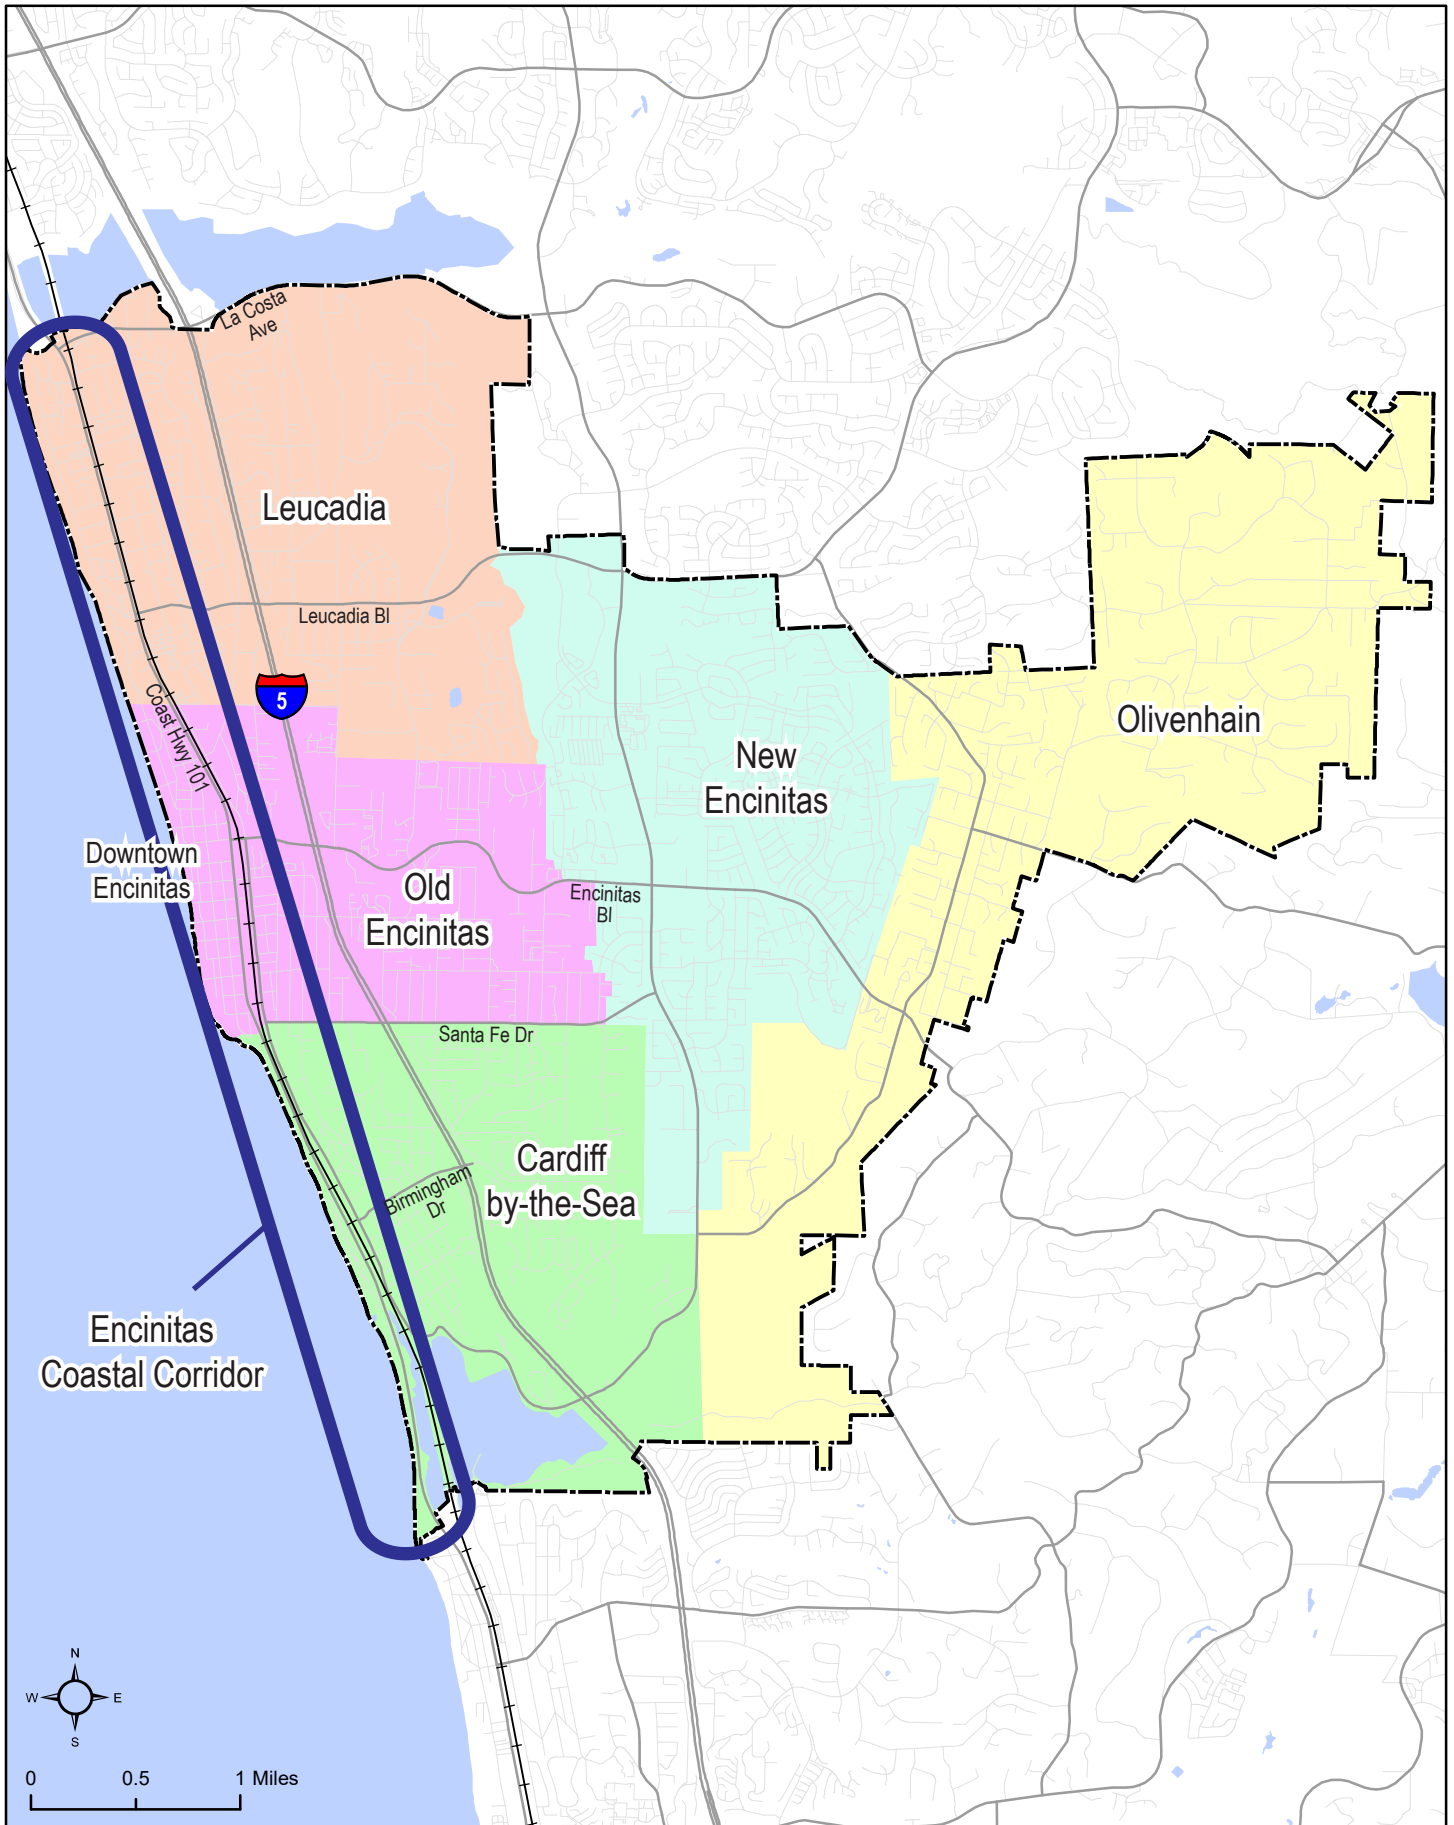 La Costa
Ave
Leucadia
Leucadia Bl
5
Coast Hwy 101
Olivenhain
New
Encinitas
Downtown
Encinitas
Old
Encinitas
Encinitas
Bl
Santa Fe Dr
Cardiff
by-the-Sea
Birmingham
Dr
Encinitas
Coastal Corridor
N
W
E
S
0 0.5 1 Miles